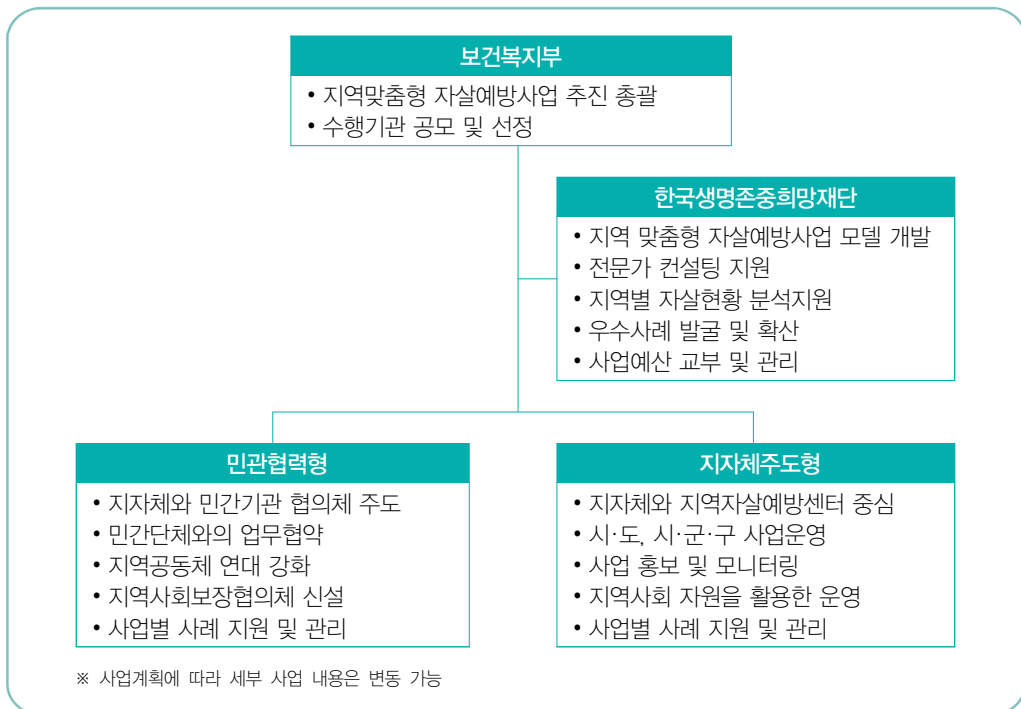 보건복지부
• 지역맞춤형 자살예방사업 추진 총괄
• 수행기관 공모 및 선정
한국생명존중희망재단
• 지역 맞춤형 자살예방사업 모델 개발
• 전문가 컨설팅 지원
• 지역별 자살현황 분석지원
• 우수사례 발굴 및 확산
• 사업예산 교부 및 관리
민관협력형
• 지자체와 민간기관 협의체 주도
• 민간단체와의 업무협약
• 지역공동체 연대 강화
• 지역사회보장협의체 신설
• 사업별 사례 지원 및 관리
지자체주도형
• 지자체와 지역자살예방센터 중심
• 시·도, 시·군·구 사업운영
• 사업 홍보 및 모니터링
• 지역사회 자원을 활용한 운영
• 사업별 사례 지원 및 관리
※ 사업계획에 따라 세부 사업 내용은 변동 가능